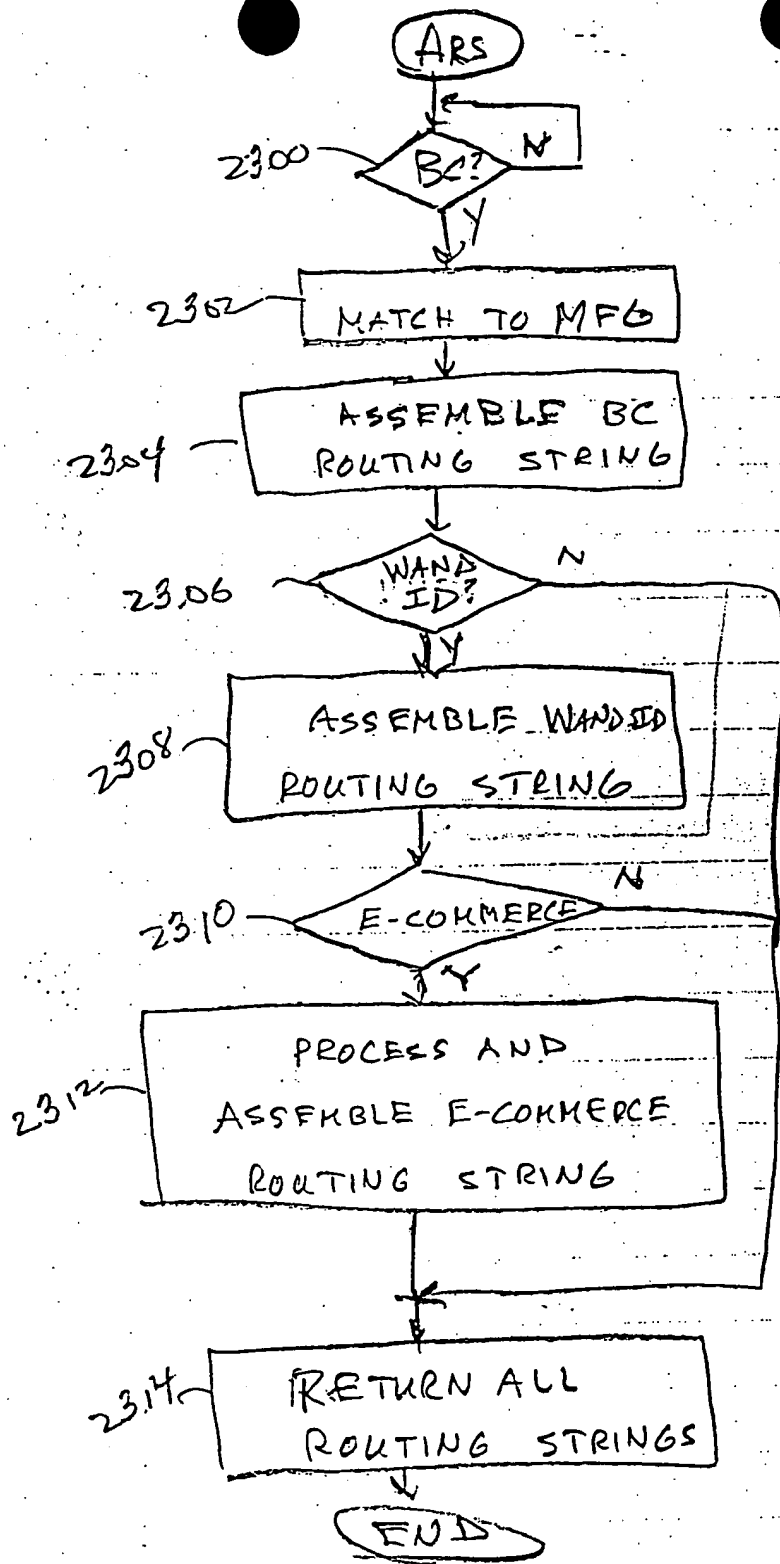 ARS
2300
BC?
N
Y
2302
MATCH TO MFG
2304
ASSEMBLE BC
ROUTING STRING
2306
WAND
ID?
N
Y
2308
ASSEMBLE WAND ID
ROUTING STRING
2310
E-COMMERCE
N
Y
2312
PROCESS AND
ASSEMBLE E-COMMERCE
ROUTING STRING
2314
RETURN ALL
ROUTING STRINGS
END